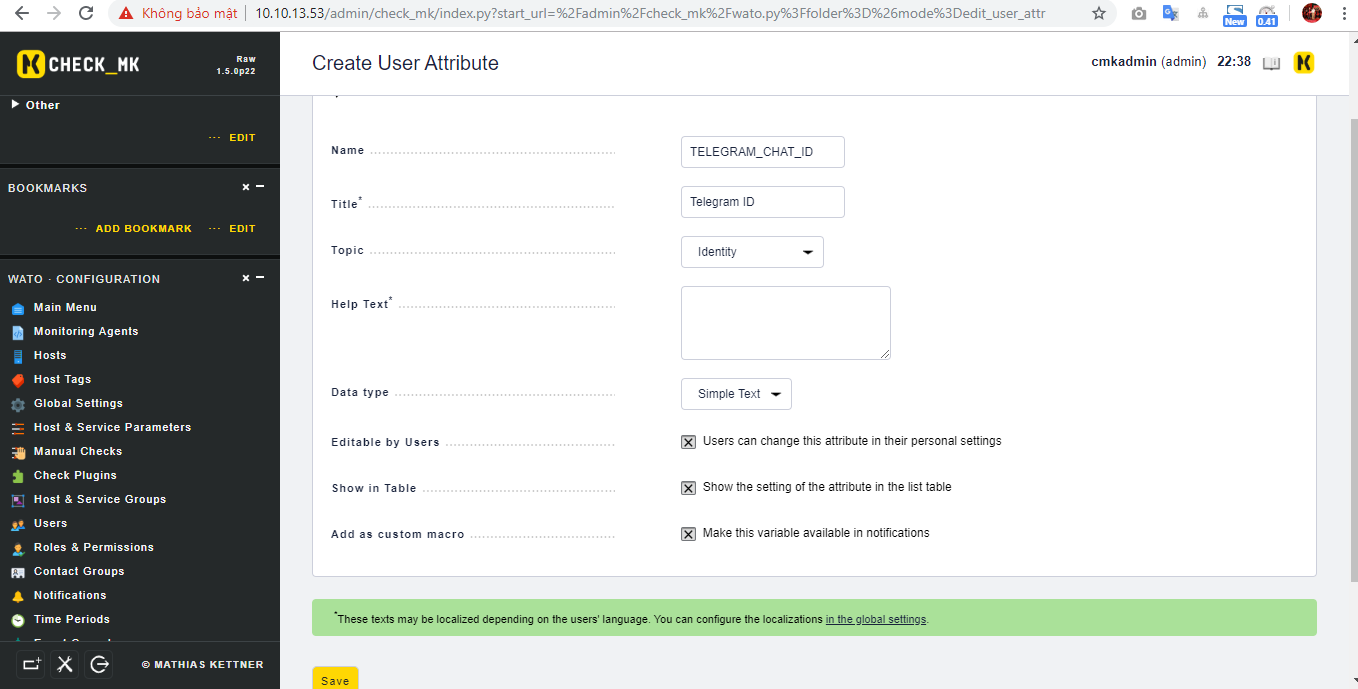 Không bảo mật
10.10.13.53/admin/check_mk/index.py?start_url=%2Fadmin%2Fcheck_mk%2Fwato.py%3Ffolder%3D%26mode%3Dedit_user_attr
New
0.41
CHECK_MK
Raw
1.5.0p22
Create User Attribute
cmkadmin (admin) 22:38
Other
··· EDIT
BOOKMARKS
··· ADD BOOKMARK ··· EDIT
WATO · CONFIGURATION
Main Menu
Monitoring Agents
Hosts
Host Tags
Global Settings
Host & Service Parameters
Manual Checks
Check Plugins
Host & Service Groups
Users
Roles & Permissions
Contact Groups
Notifications
Time Periods
© MATHIAS KETTNER
Name TELEGRAM_CHAT_ID
Title* Telegram ID
Topic Identity
Help Text*
Data type Simple Text
Editable by Users Users can change this attribute in their personal settings
Show in Table Show the setting of the attribute in the list table
Add as custom macro Make this variable available in notifications
*These texts may be localized depending on the users' language. You can configure the localizations in the global settings.
Save